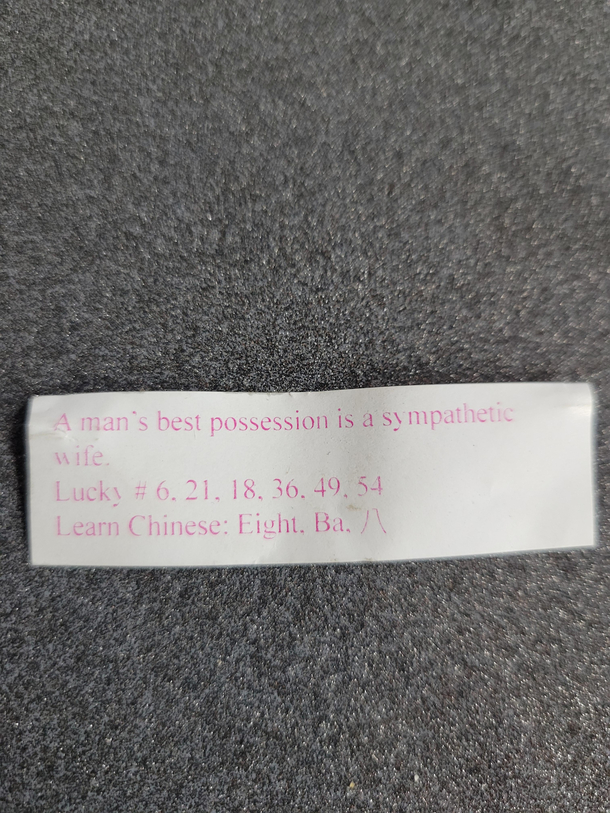 A man's best possession is a sympathetic
wife.
Lucky # 6, 21, 18, 36, 49, 54
Learn Chinese: Eight, Ba, 八